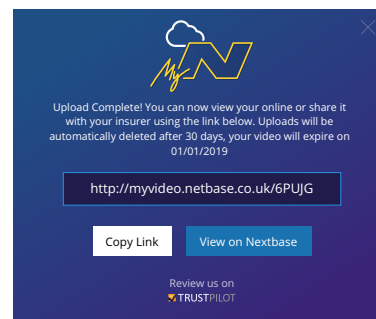 My N
Upload Complete! You can now view your online or share it
with your insurer using the link below. Uploads will be
automatically deleted after 30 days, your video will expire on
01/01/2019
http://myvideo.netbase.co.uk/6PUJG
Copy Link View on Nextbase
Review us on
TRUSTPILOT